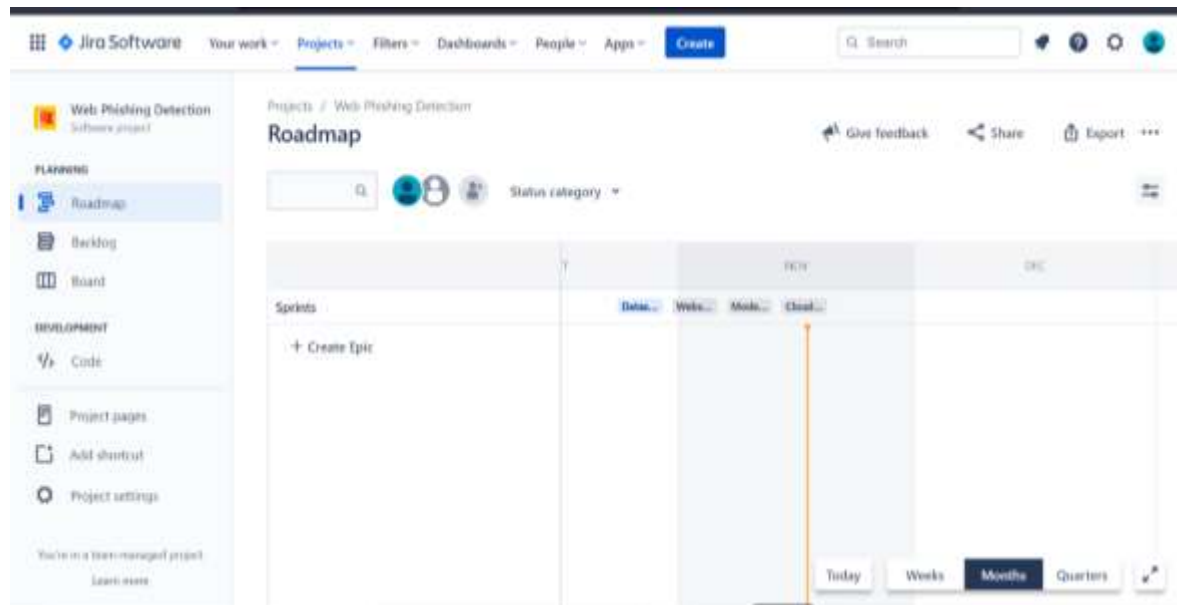 Jira Software Your work Projects Filters Dashboards People Apps Create Search
Web Phishing Detection
Software project
PLANNING
Roadmap
Backlog
Board
DEVELOPMENT
Code
Project pages
Add shortcut
Project settings
You're in a team-managed project
Learn more
Projects / Web Phishing Detection
Roadmap
Give feedback Share Export
Status category
NOV DEC
Sprints Datas... Webs... Mode... Cloud...
+ Create Epic
Today Weeks Months Quarters